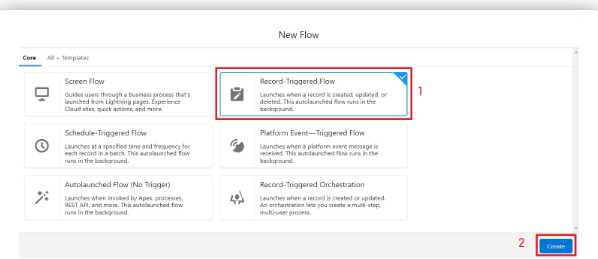 New Flow
Core All + Templates
Screen Flow
Guides users through a business process that's
launched from Lightning pages, Experience
Cloud sites, quick actions, and more.
Record-Triggered Flow
Launches when a record is created, updated, or
deleted. This autolaunched flow runs in the
background.
1
Schedule-Triggered Flow
Launches at a specified time and frequency for
each record in a batch. This autolaunched flow
runs in the background.
Platform Event—Triggered Flow
Launches when a platform event message is
received. This autolaunched flow runs in the
background.
Autolaunched Flow (No Trigger)
Launches when invoked by Apex, processes,
REST API, and more. This autolaunched flow
runs in the background.
Record-Triggered Orchestration
Launches when a record is created or updated.
An orchestration lets you create a multi-step,
multi-user process.
2
Create